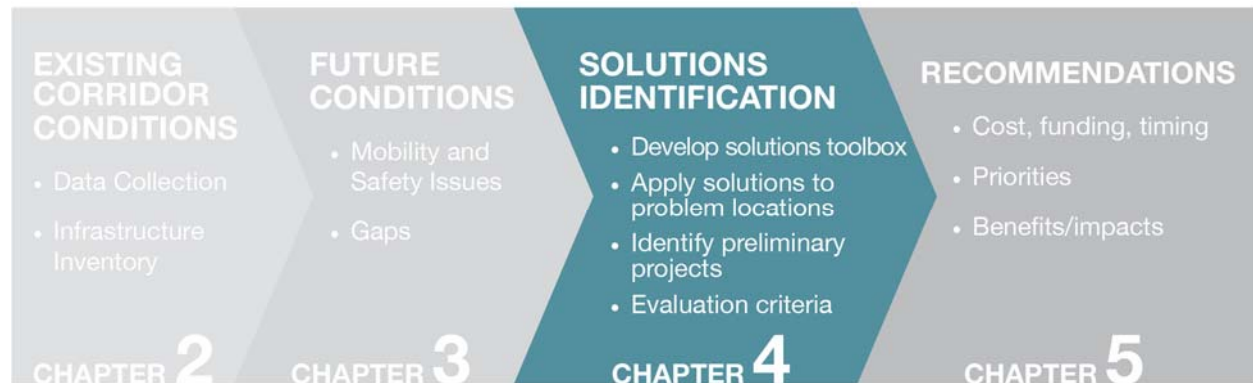 EXISTING
CORRIDOR
CONDITIONS
• Data Collection
• Infrastructure
Inventory
CHAPTER 2
FUTURE
CONDITIONS
• Mobility and
Safety Issues
• Gaps
CHAPTER 3
SOLUTIONS
IDENTIFICATION
• Develop solutions toolbox
• Apply solutions to
problem locations
• Identify preliminary
projects
• Evaluation criteria
CHAPTER 4
RECOMMENDATIONS
• Cost, funding, timing
• Priorities
• Benefits/impacts
CHAPTER 5